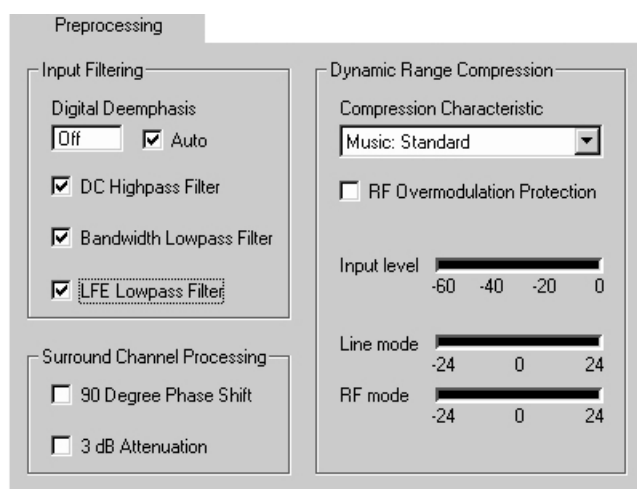 Preprocessing
Input Filtering
Digital Deemphasis
Off
Auto
DC Highpass Filter
Bandwidth Lowpass Filter
LFE Lowpass Filter
Surround Channel Processing
90 Degree Phase Shift
3 dB Attenuation
Dynamic Range Compression
Compression Characteristic
Music: Standard
RF Overmodulation Protection
Input level
-60 -40 -20 0
Line mode
-24 0 24
RF mode
-24 0 24